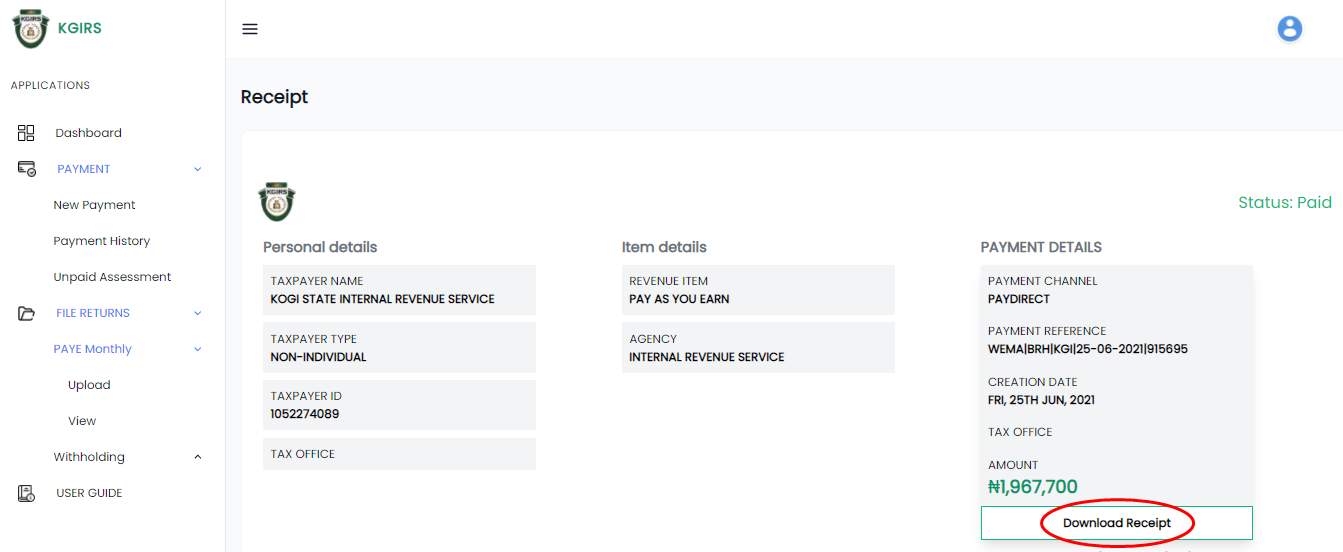 KGIRS
APPLICATIONS
Dashboard
PAYMENT
New Payment
Payment History
Unpaid Assessment
FILE RETURNS
PAYE Monthly
Upload
View
Withholding
USER GUIDE
Receipt
KGIRS
Status: Paid
Personal details
TAXPAYER NAME
KOGI STATE INTERNAL REVENUE SERVICE
TAXPAYER TYPE
NON-INDIVIDUAL
TAXPAYER ID
1052274089
TAX OFFICE
Item details
REVENUE ITEM
PAY AS YOU EARN
AGENCY
INTERNAL REVENUE SERVICE
PAYMENT DETAILS
PAYMENT CHANNEL
PAYDIRECT
PAYMENT REFERENCE
WEMA|BRH|KGI|25-06-2021|915695
CREATION DATE
FRI, 25TH JUN, 2021
TAX OFFICE
AMOUNT
₦1,967,700
Download Receipt